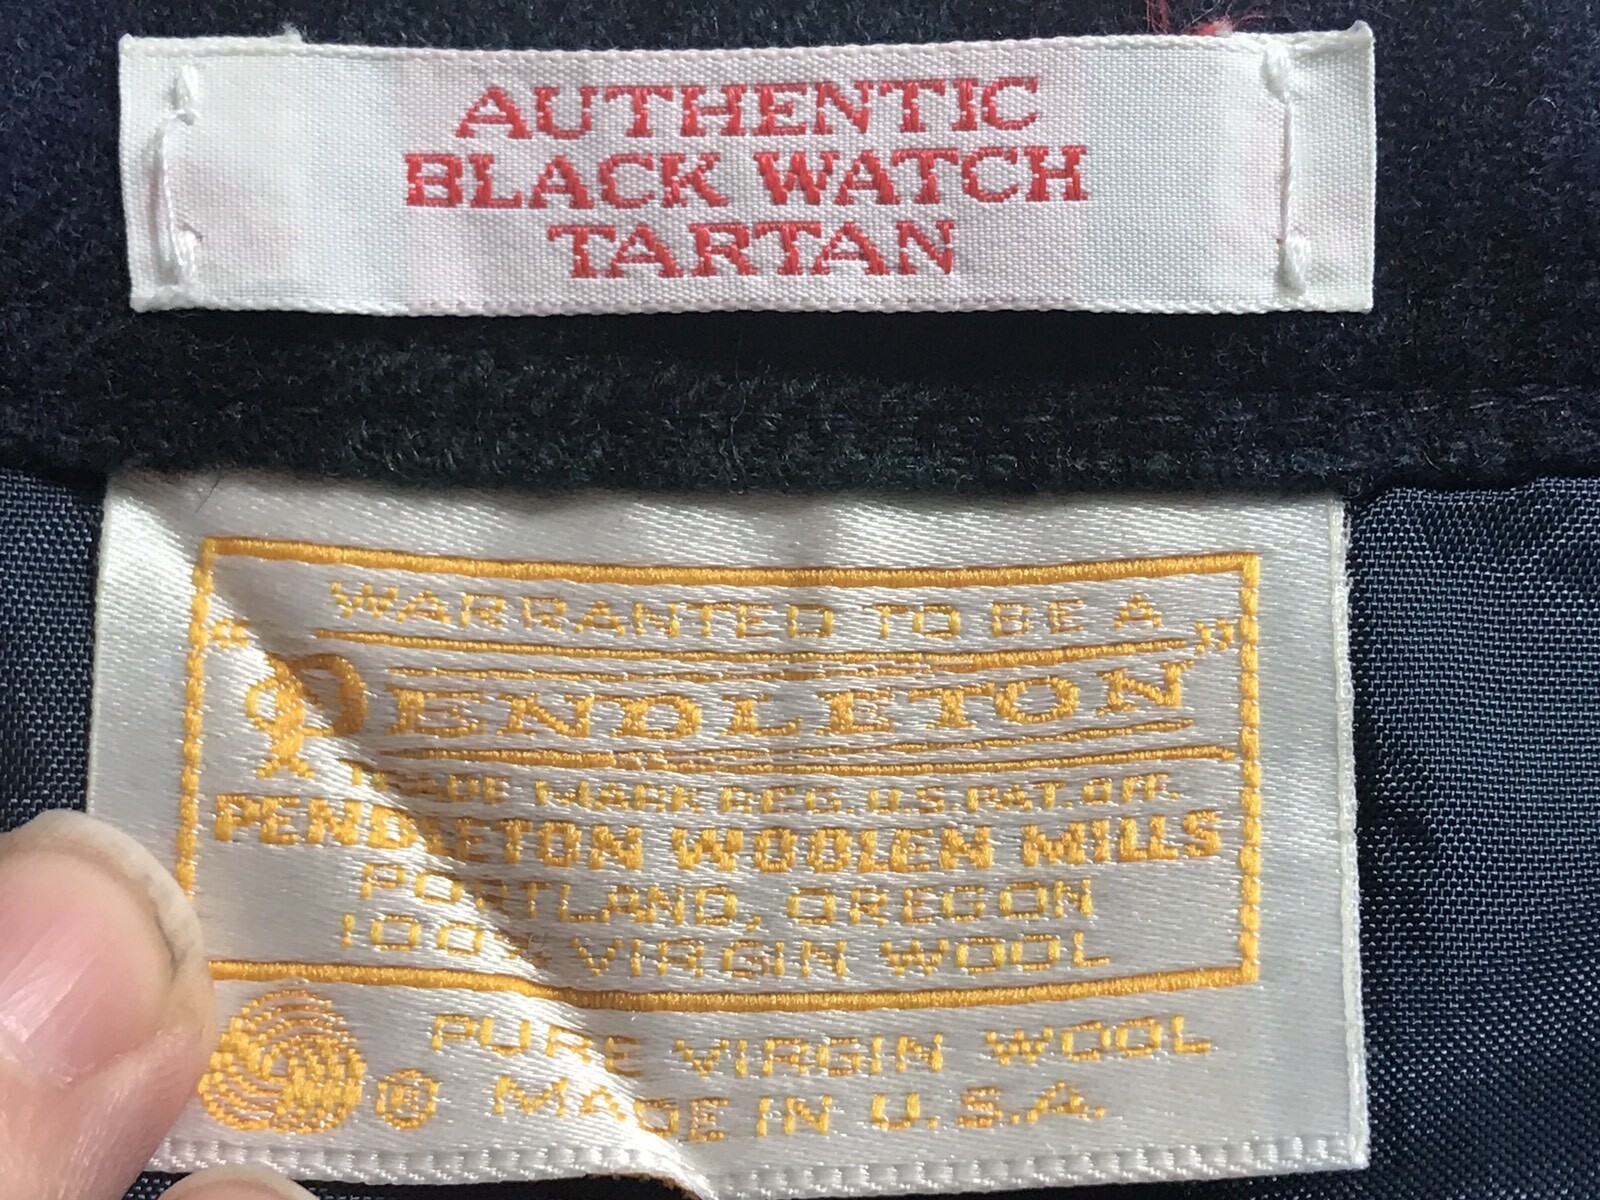 AUTHENTIC
BLACK WATCH
TARTAN
WARRANTED TO BE A
"PENDLETON"
TRADE MARK REG. U.S. PAT. OFF.
PENDLETON WOOLEN MILLS
PORTLAND, OREGON
100% VIRGIN WOOL
PURE VIRGIN WOOL
® MADE IN U.S.A.